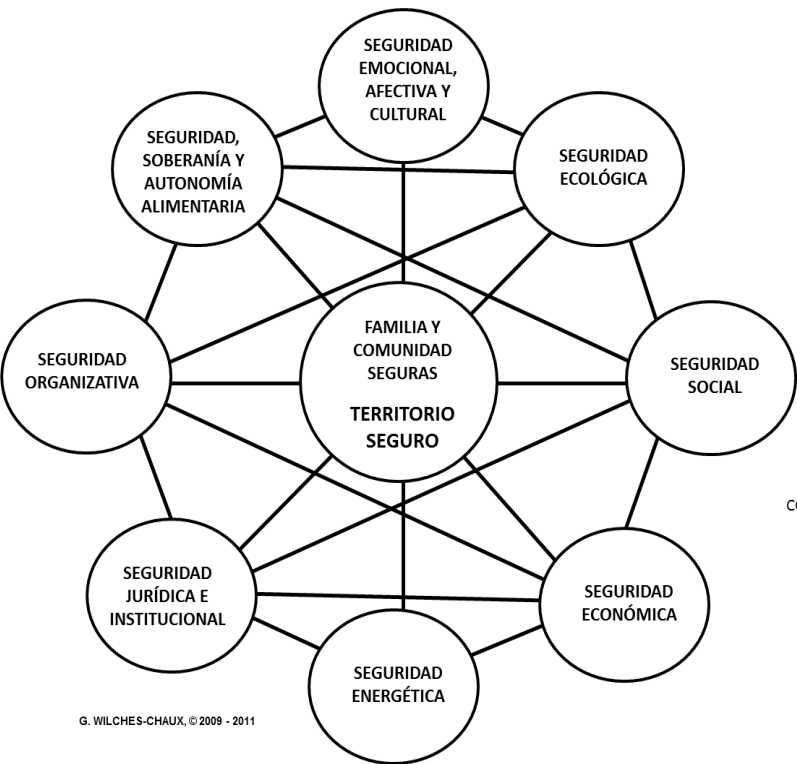 SEGURIDAD
EMOCIONAL,
AFECTIVA Y
CULTURAL
SEGURIDAD,
SOBERANÍA Y
AUTONOMÍA
ALIMENTARIA
SEGURIDAD
ECOLÓGICA
FAMILIA Y
COMUNIDAD
SEGURAS
TERRITORIO
SEGURO
SEGURIDAD
ORGANIZATIVA
SEGURIDAD
SOCIAL
SEGURIDAD
JURÍDICA E
INSTITUCIONAL
SEGURIDAD
ECONÓMICA
SEGURIDAD
ENERGÉTICA
G. WILCHES-CHAUX, © 2009 - 2011